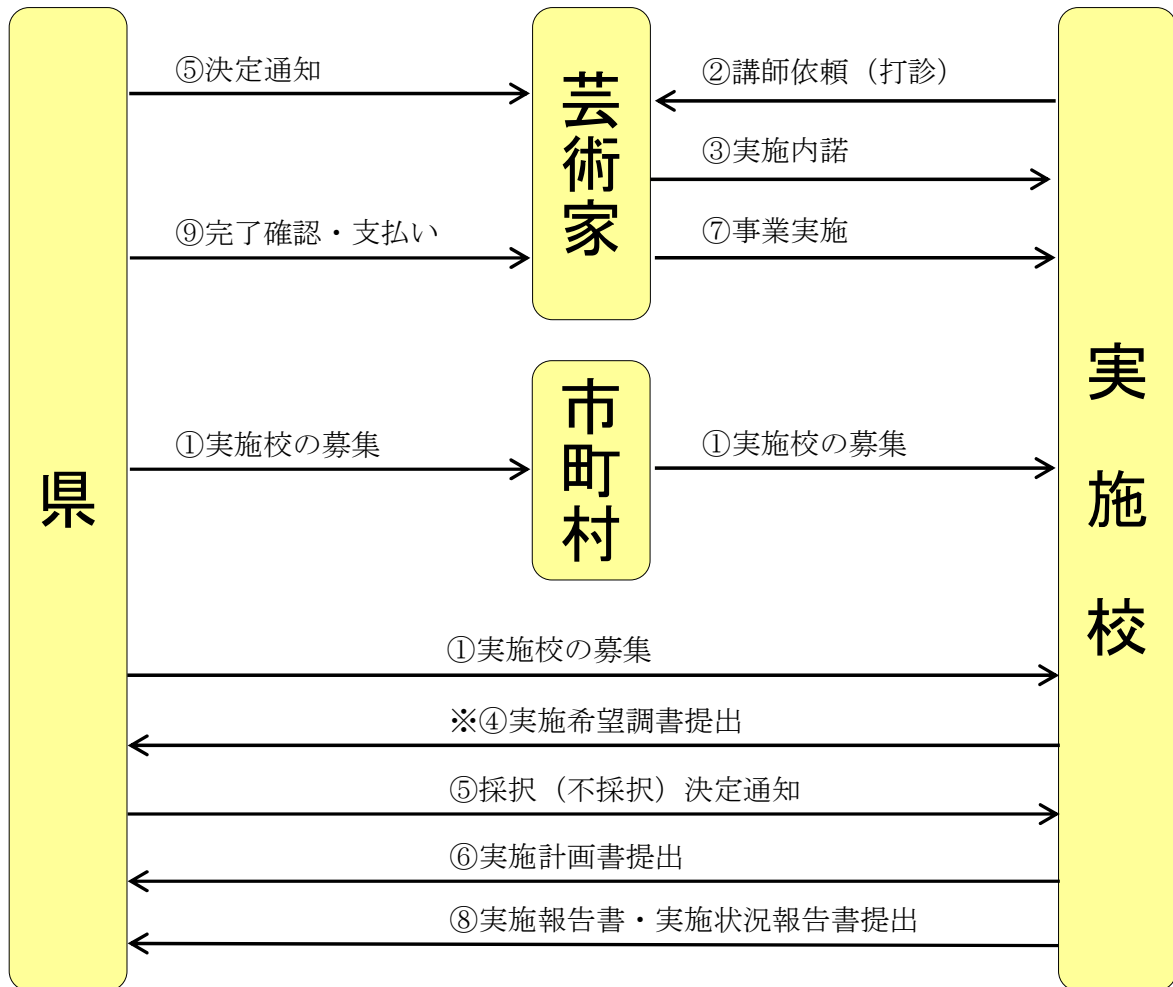 ⑤決定通知
②講師依頼（打診）
③実施内諾
⑨完了確認・支払い
⑦事業実施
芸術家
①実施校の募集
①実施校の募集
市町村
県
実施校
①実施校の募集
※④実施希望調書提出
⑤採択（不採択）決定通知
⑥実施計画書提出
⑧実施報告書・実施状況報告書提出